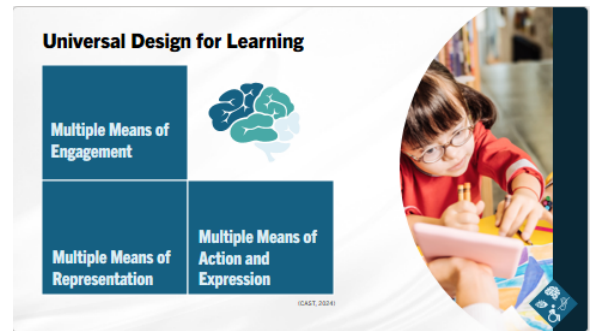 Universal Design for Learning
Multiple Means of
Engagement
Multiple Means of
Representation
Multiple Means of
Action and
Expression
(CAST, 2024)